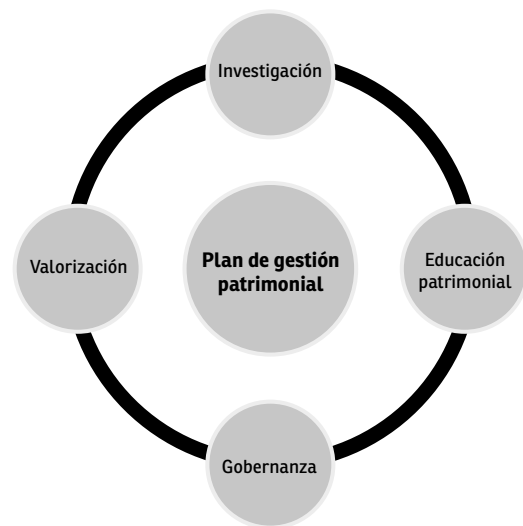 Investigación
Valorización
Plan de gestión
patrimonial
Educación
patrimonial
Gobernanza